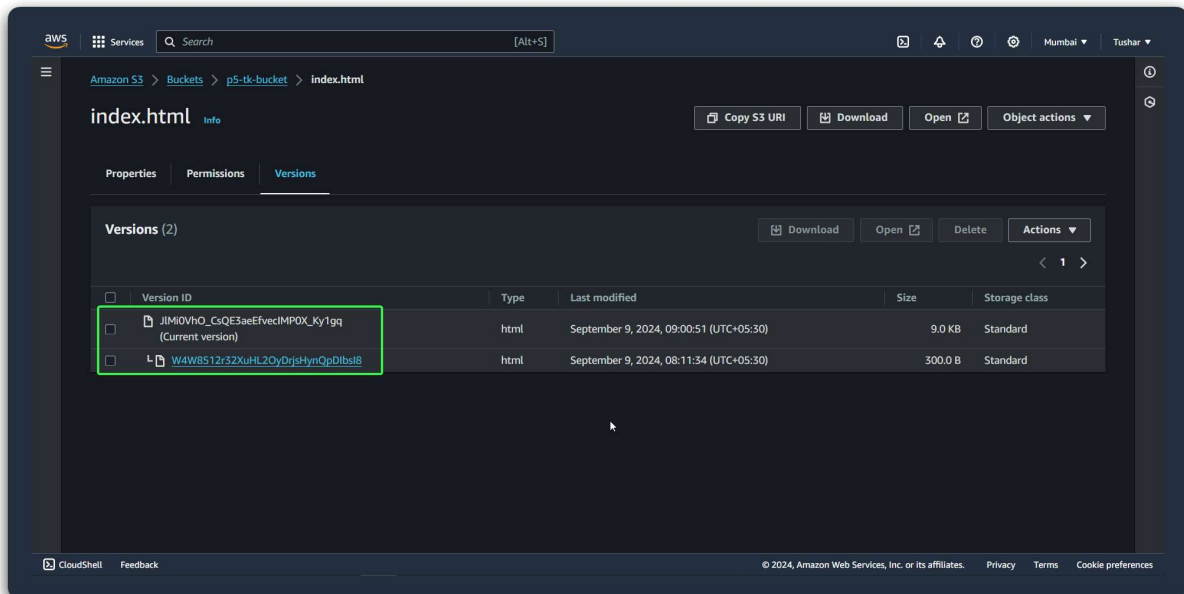 aws Services Search [Alt+S] Mumbai Tushar
Amazon S3 > Buckets > p5-tk-bucket > index.html
index.html Info Copy S3 URI Download Open Object actions
Properties Permissions Versions
Versions (2) Download Open Delete Actions
< 1 >
Version ID Type Last modified Size Storage class
JlMi0VhO_CsQE3aeEfvecIMP0X_Ky1gq html September 9, 2024, 09:00:51 (UTC+05:30) 9.0 KB Standard
(Current version)
W4W8512r32XuHL2OyDrjsHynQpDIbsI8 html September 9, 2024, 08:11:34 (UTC+05:30) 300.0 B Standard
CloudShell Feedback © 2024, Amazon Web Services, Inc. or its affiliates. Privacy Terms Cookie preferences